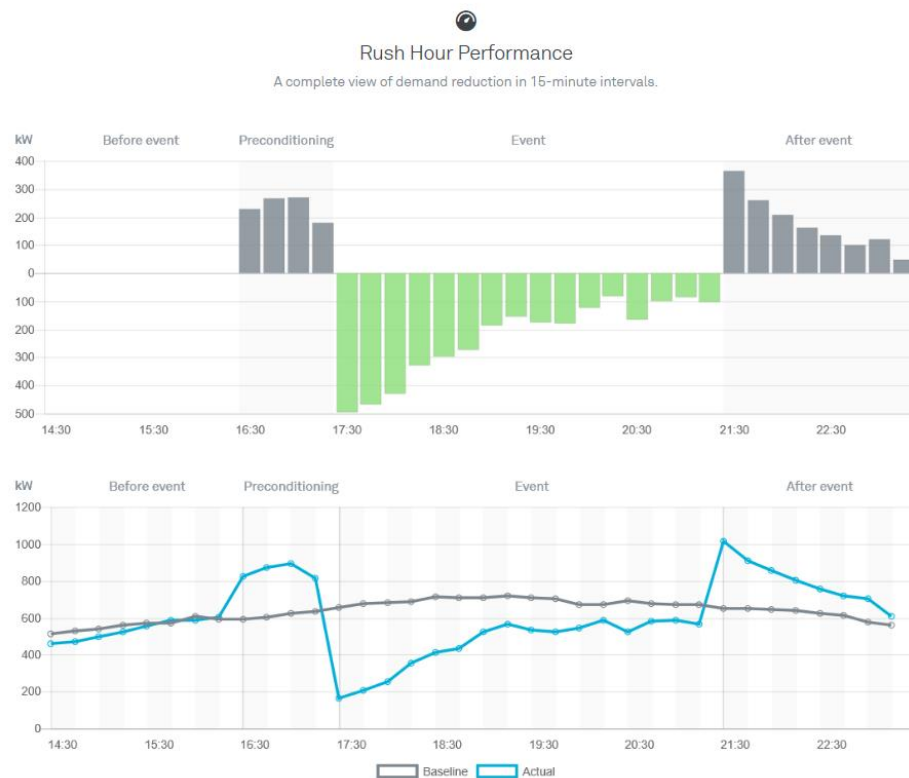 Rush Hour Performance
A complete view of demand reduction in 15-minute intervals.
kW Before event Preconditioning Event After event
400
300
200
100
0
100
200
300
400
500
14:30 15:30 16:30 17:30 18:30 19:30 20:30 21:30 22:30
kW Before event Preconditioning Event After event
1200
1000
800
600
400
200
0
14:30 15:30 16:30 17:30 18:30 19:30 20:30 21:30 22:30
Baseline Actual